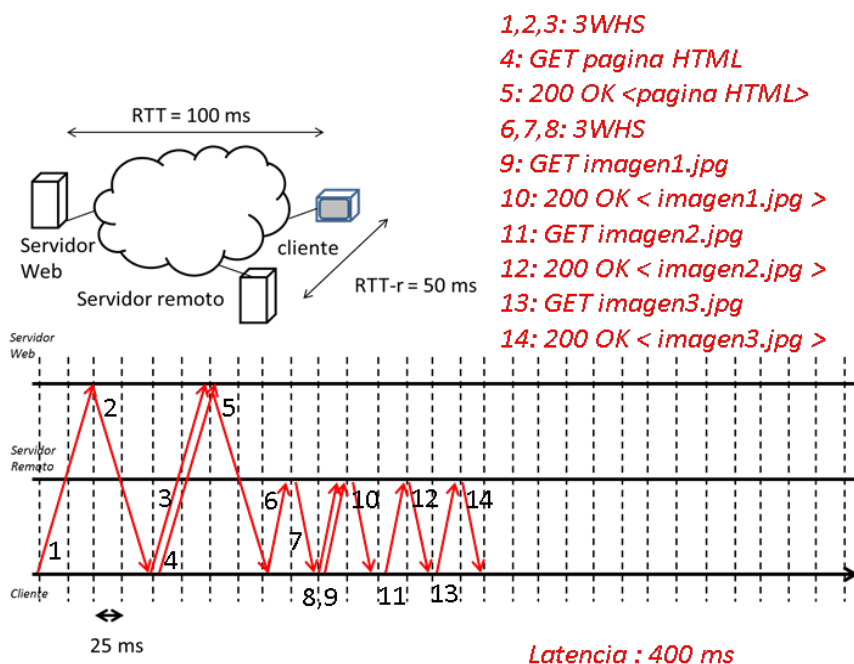 1,2,3: 3WHS
4: GET pagina HTML
5: 200 OK <pagina HTML>
6,7,8: 3WHS
9: GET imagen1.jpg
10: 200 OK < imagen1.jpg >
11: GET imagen2.jpg
12: 200 OK < imagen2.jpg >
13: GET imagen3.jpg
14: 200 OK < imagen3.jpg >
RTT = 100 ms
Servidor
Web
cliente
Servidor remoto
RTT-r = 50 ms
Servidor
Web
2
5
Servidor
Remoto
6
10
12
14
3
7
1
4
Cliente
8,9
11
13
25 ms
Latencia : 400 ms